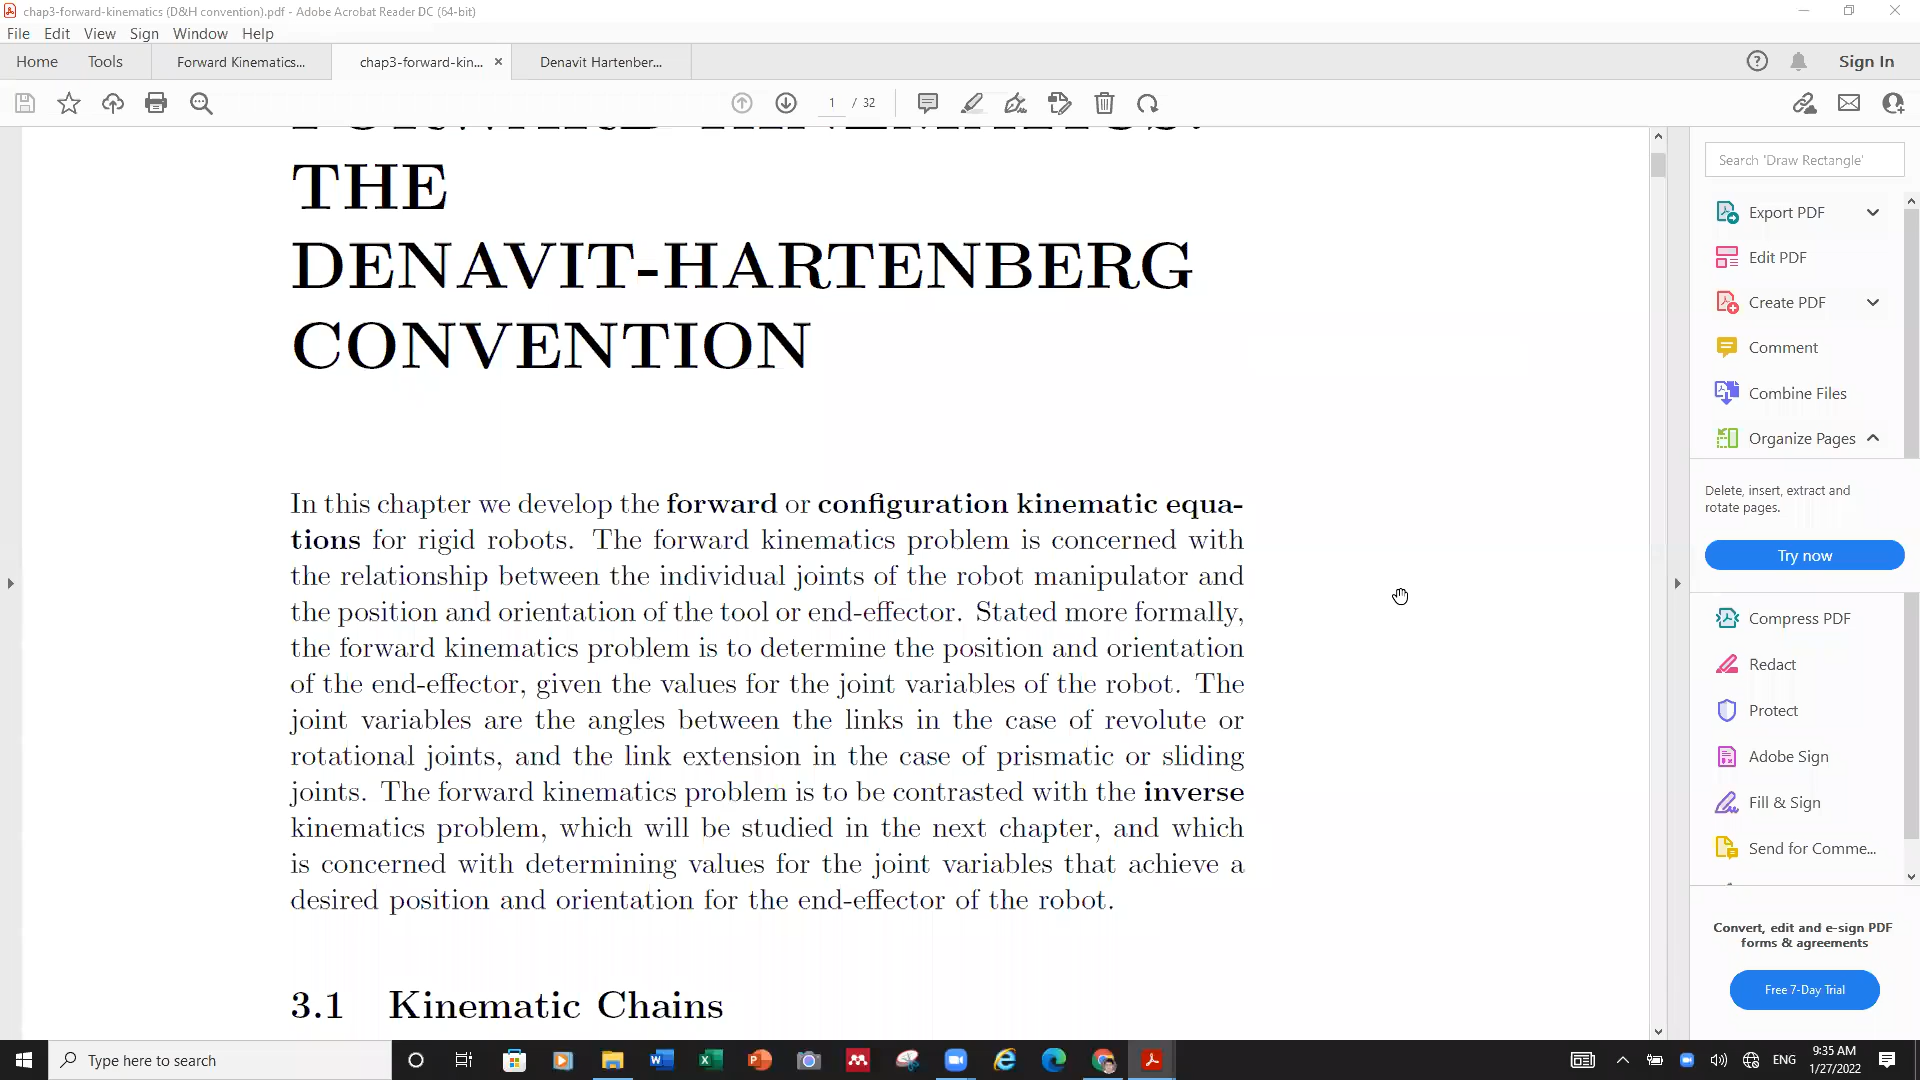 chap3-forward-kinematics (D&H convention).pdf - Adobe Acrobat Reader DC (64-bit)
File Edit View Sign Window Help
Home Tools Forward Kinematics... chap3-forward-kin... Denavit Hartenber... Sign In
1 / 32
THE
DENAVIT-HARTENBERG
CONVENTION
In this chapter we develop the forward or configuration kinematic equa-
tions for rigid robots. The forward kinematics problem is concerned with
the relationship between the individual joints of the robot manipulator and
the position and orientation of the tool or end-effector. Stated more formally,
the forward kinematics problem is to determine the position and orientation
of the end-effector, given the values for the joint variables of the robot. The
joint variables are the angles between the links in the case of revolute or
rotational joints, and the link extension in the case of prismatic or sliding
joints. The forward kinematics problem is to be contrasted with the inverse
kinematics problem, which will be studied in the next chapter, and which
is concerned with determining values for the joint variables that achieve a
desired position and orientation for the end-effector of the robot.
3.1 Kinematic Chains
Search 'Draw Rectangle'
Export PDF
Edit PDF
Create PDF
Comment
Combine Files
Organize Pages
Delete, insert, extract and
rotate pages.
Try now
Compress PDF
Redact
Protect
Adobe Sign
Fill & Sign
Send for Comme...
Convert, edit and e-sign PDF
forms & agreements
Free 7-Day Trial
Type here to search
ENG
9:35 AM
1/27/2022